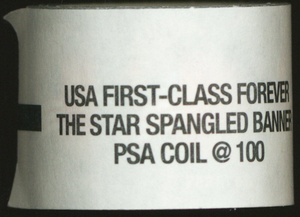 USA FIRST-CLASS FOREVER
THE STAR SPANGLED BANNER
PSA COIL @ 100